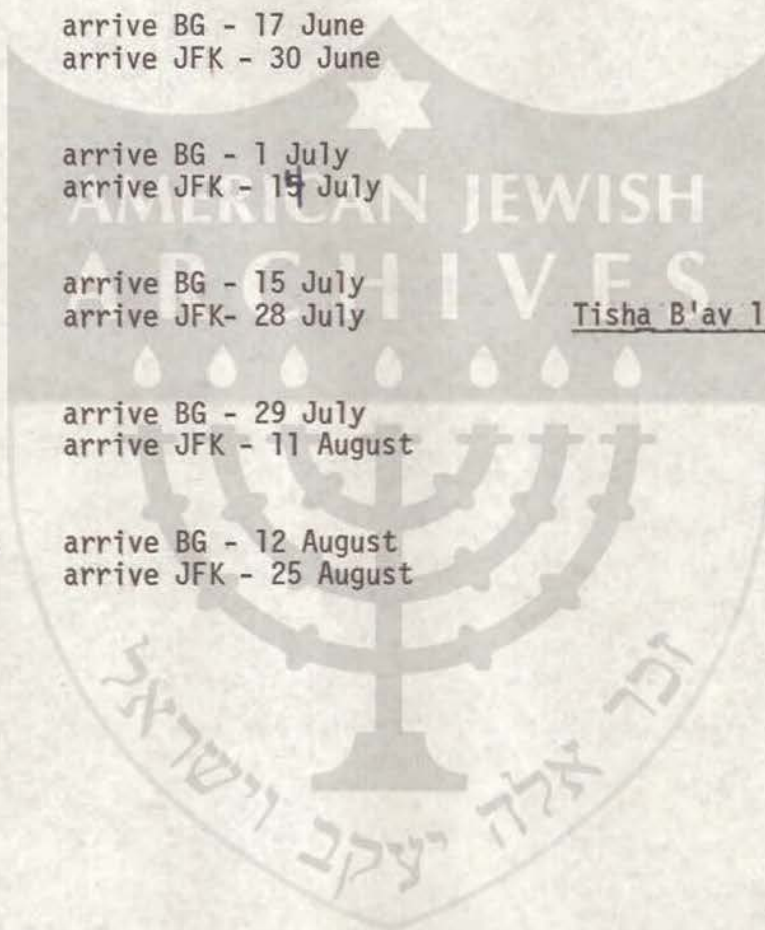 arrive BG - 17 June
arrive JFK - 30 June
arrive BG - 1 July
arrive JFK - 14 July
AMERICAN JEWISH
ARCHIVES
arrive BG - 15 July
arrive JFK- 28 July Tisha B'av 1
arrive BG - 29 July
arrive JFK - 11 August
arrive BG - 12 August
arrive JFK - 25 August
זכר אלה יעקב וישראל